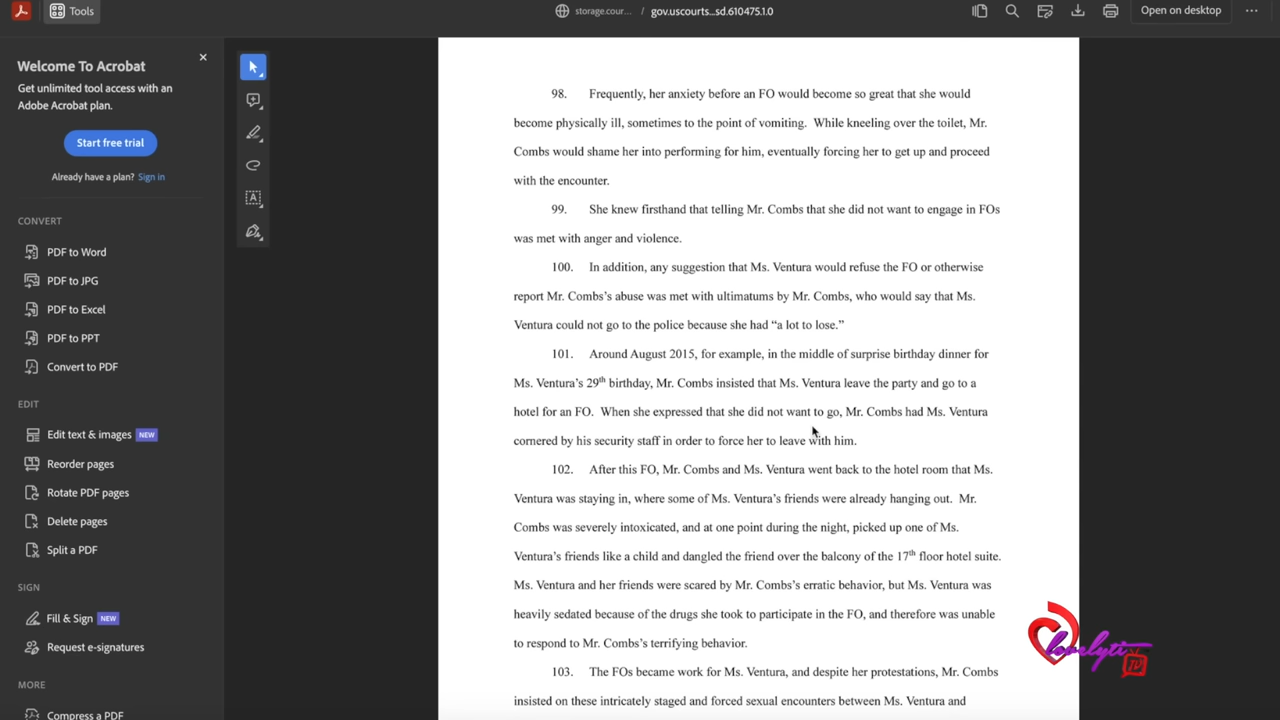 Tools
storage.cour... / gov.uscourts...sd.610475.1.0
Open on desktop
Welcome To Acrobat
Get unlimited tool access with an
Adobe Acrobat plan.
Start free trial
Already have a plan? Sign in
CONVERT
PDF to Word
PDF to JPG
PDF to Excel
PDF to PPT
Convert to PDF
EDIT
Edit text & images NEW
Reorder pages
Rotate PDF pages
Delete pages
Split a PDF
SIGN
Fill & Sign NEW
Request e-signatures
MORE
Compress a PDF
98. Frequently, her anxiety before an FO would become so great that she would
become physically ill, sometimes to the point of vomiting. While kneeling over the toilet, Mr.
Combs would shame her into performing for him, eventually forcing her to get up and proceed
with the encounter.
99. She knew firsthand that telling Mr. Combs that she did not want to engage in FOs
was met with anger and violence.
100. In addition, any suggestion that Ms. Ventura would refuse the FO or otherwise
report Mr. Combs’s abuse was met with ultimatums by Mr. Combs, who would say that Ms.
Ventura could not go to the police because she had “a lot to lose.”
101. Around August 2015, for example, in the middle of surprise birthday dinner for
Ms. Ventura’s 29th birthday, Mr. Combs insisted that Ms. Ventura leave the party and go to a
hotel for an FO. When she expressed that she did not want to go, Mr. Combs had Ms. Ventura
cornered by his security staff in order to force her to leave with him.
102. After this FO, Mr. Combs and Ms. Ventura went back to the hotel room that Ms.
Ventura was staying in, where some of Ms. Ventura’s friends were already hanging out. Mr.
Combs was severely intoxicated, and at one point during the night, picked up one of Ms.
Ventura’s friends like a child and dangled the friend over the balcony of the 17th floor hotel suite.
Ms. Ventura and her friends were scared by Mr. Combs’s erratic behavior, but Ms. Ventura was
heavily sedated because of the drugs she took to participate in the FO, and therefore was unable
to respond to Mr. Combs’s terrifying behavior.
103. The FOs became work for Ms. Ventura, and despite her protestations, Mr. Combs
insisted on these intricately staged and forced sexual encounters between Ms. Ventura and
lovelyti
TV